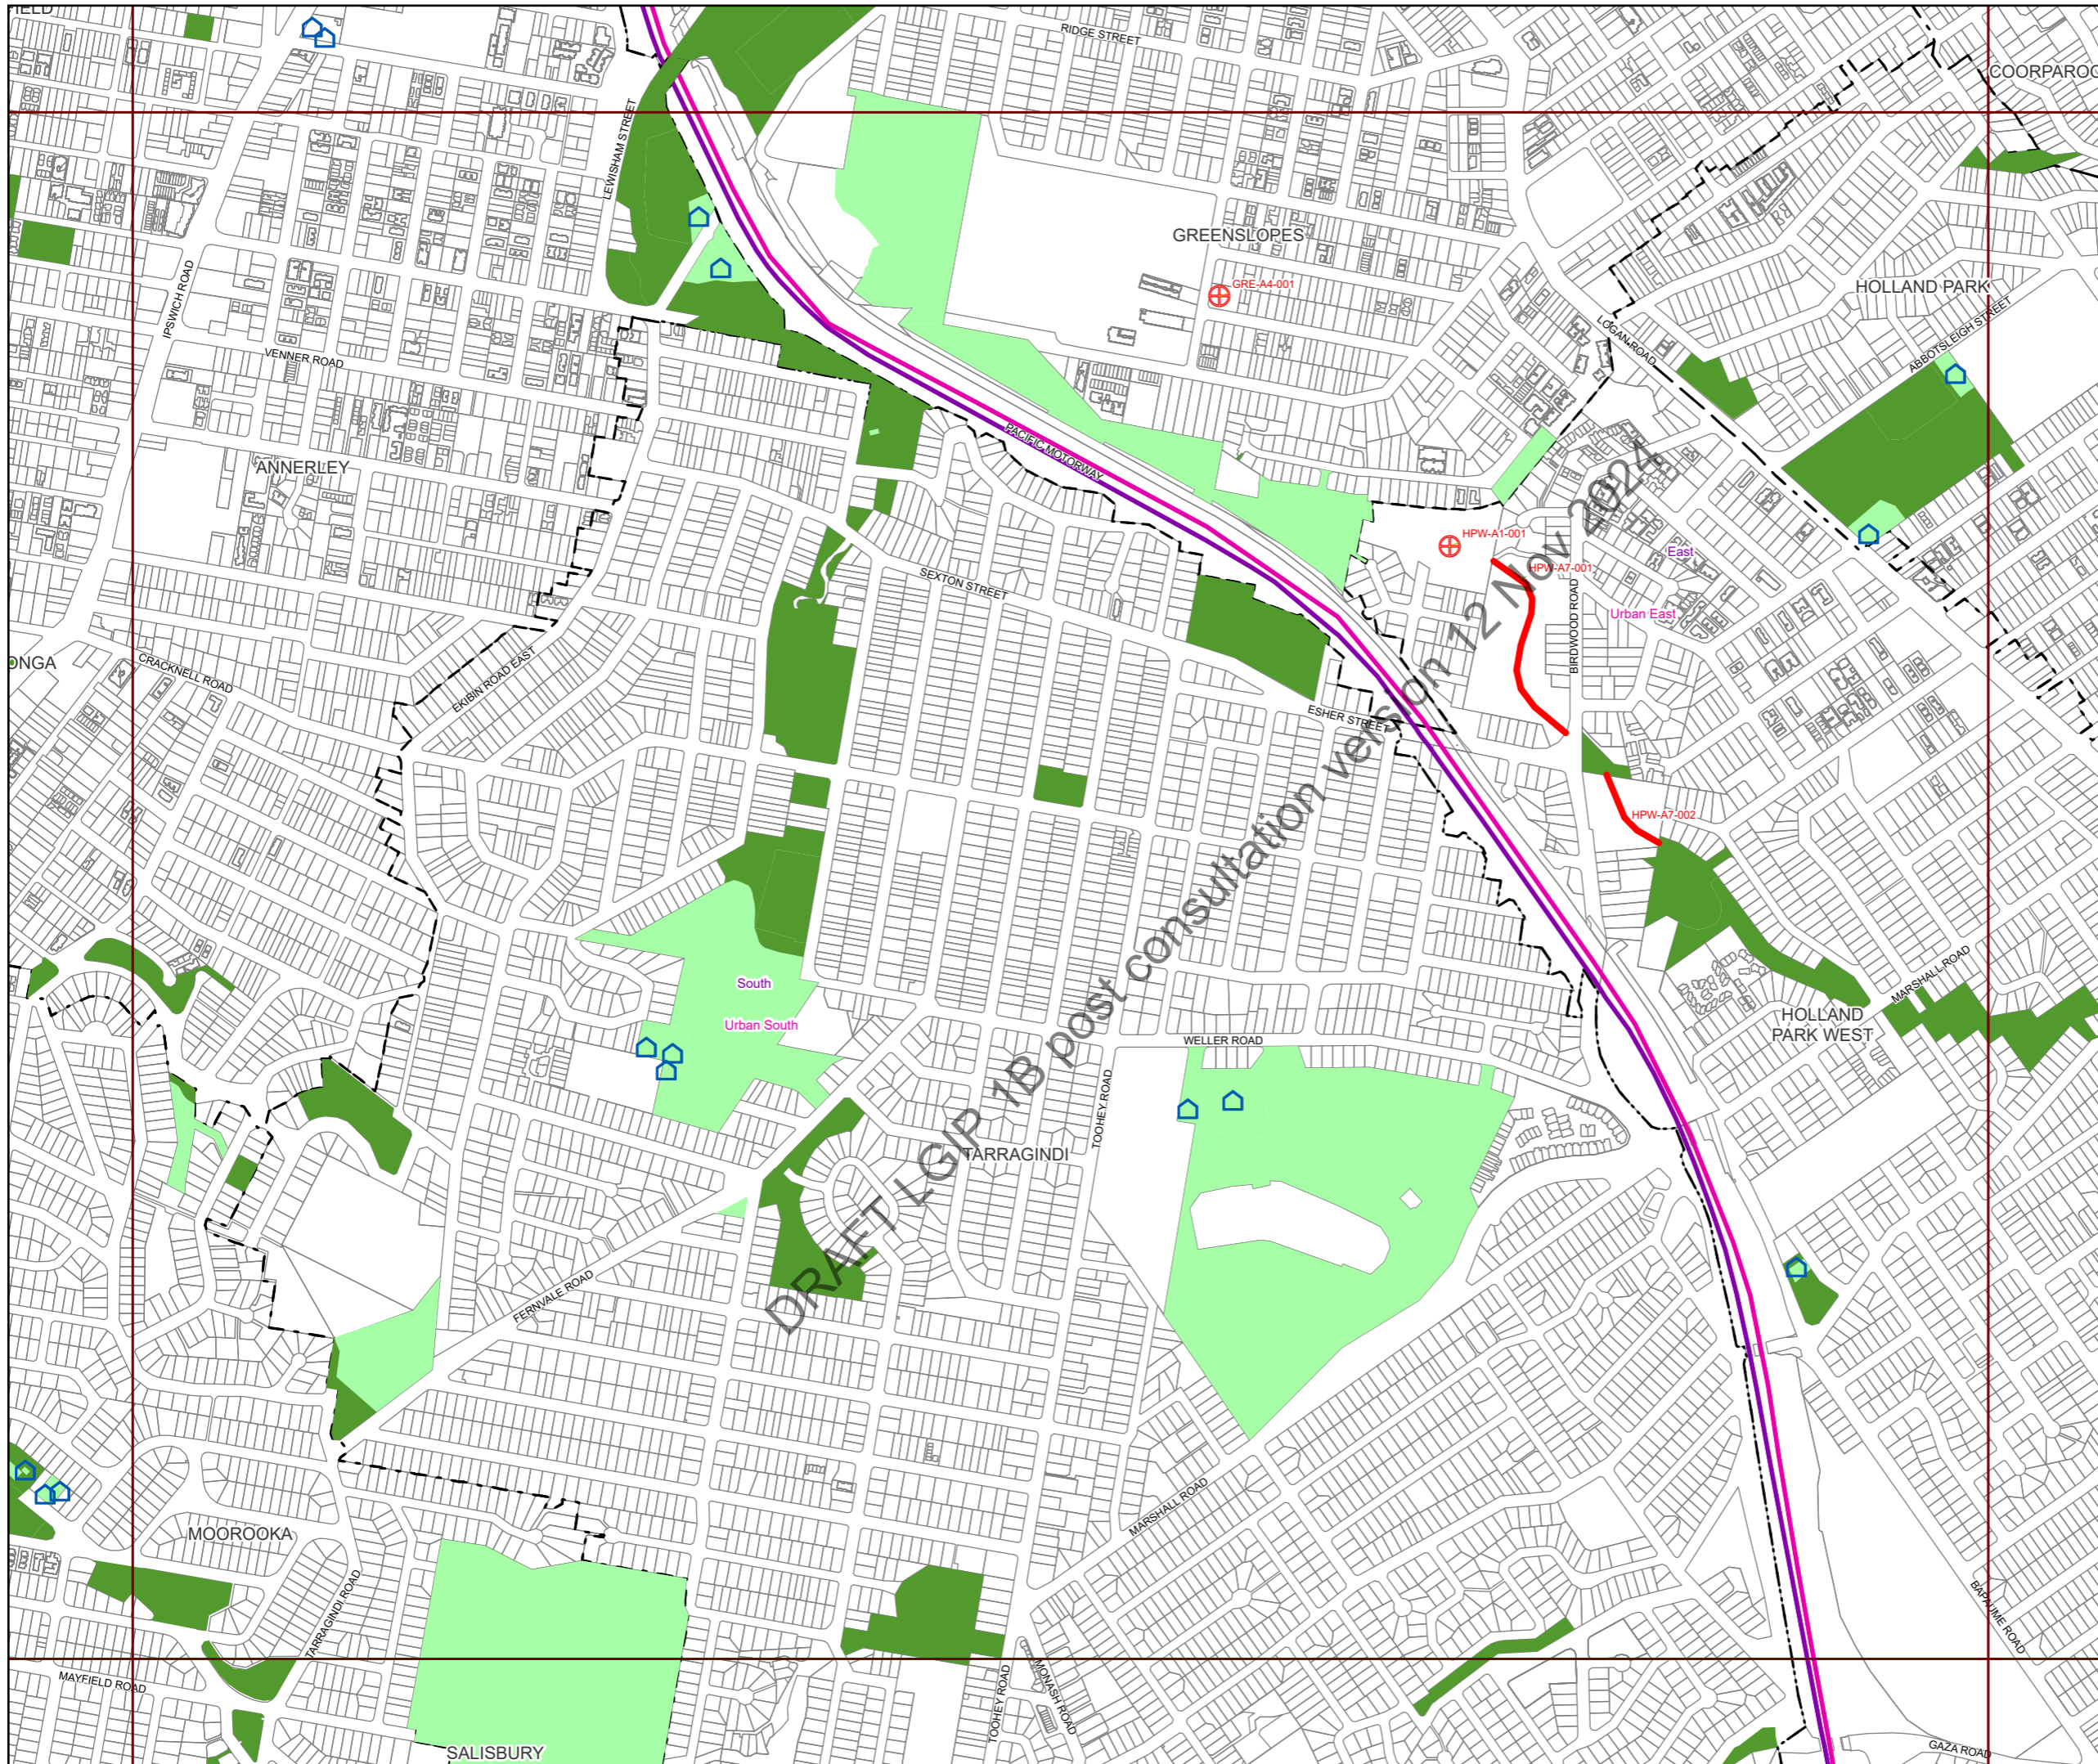 RIDGE STREET
COORPAROO
LEWISHAM STREET
GREENSLOPES
GRE-A4-001
HOLLAND PARK
ABBOTSLEIGH STREET
IPSWICH ROAD
LOGAN ROAD
VENNER ROAD
ANNERLEY
PACIFIC MOTORWAY
HPW-A1-001
HPW-A7-001
East
SEXTON STREET
BIRDWOOD ROAD
Urban East
ONGA
CRACKNELL ROAD
EKIBIN ROAD EAST
ESHER STREET
HPW-A7-002
DRAFT LGIP 1B post consultation version 12 Nov 2024
South
Urban South
MARSHALL ROAD
HOLLAND
PARK WEST
WELLER ROAD
TOOHEY ROAD
TARRAGINDI
FERNVALE ROAD
MARSHALL ROAD
MOOROOKA
TARRAGINDI ROAD
BAPAUME ROAD
MAYFIELD ROAD
TOOHEY ROAD
MONASH ROAD
SALISBURY
GAZA ROAD